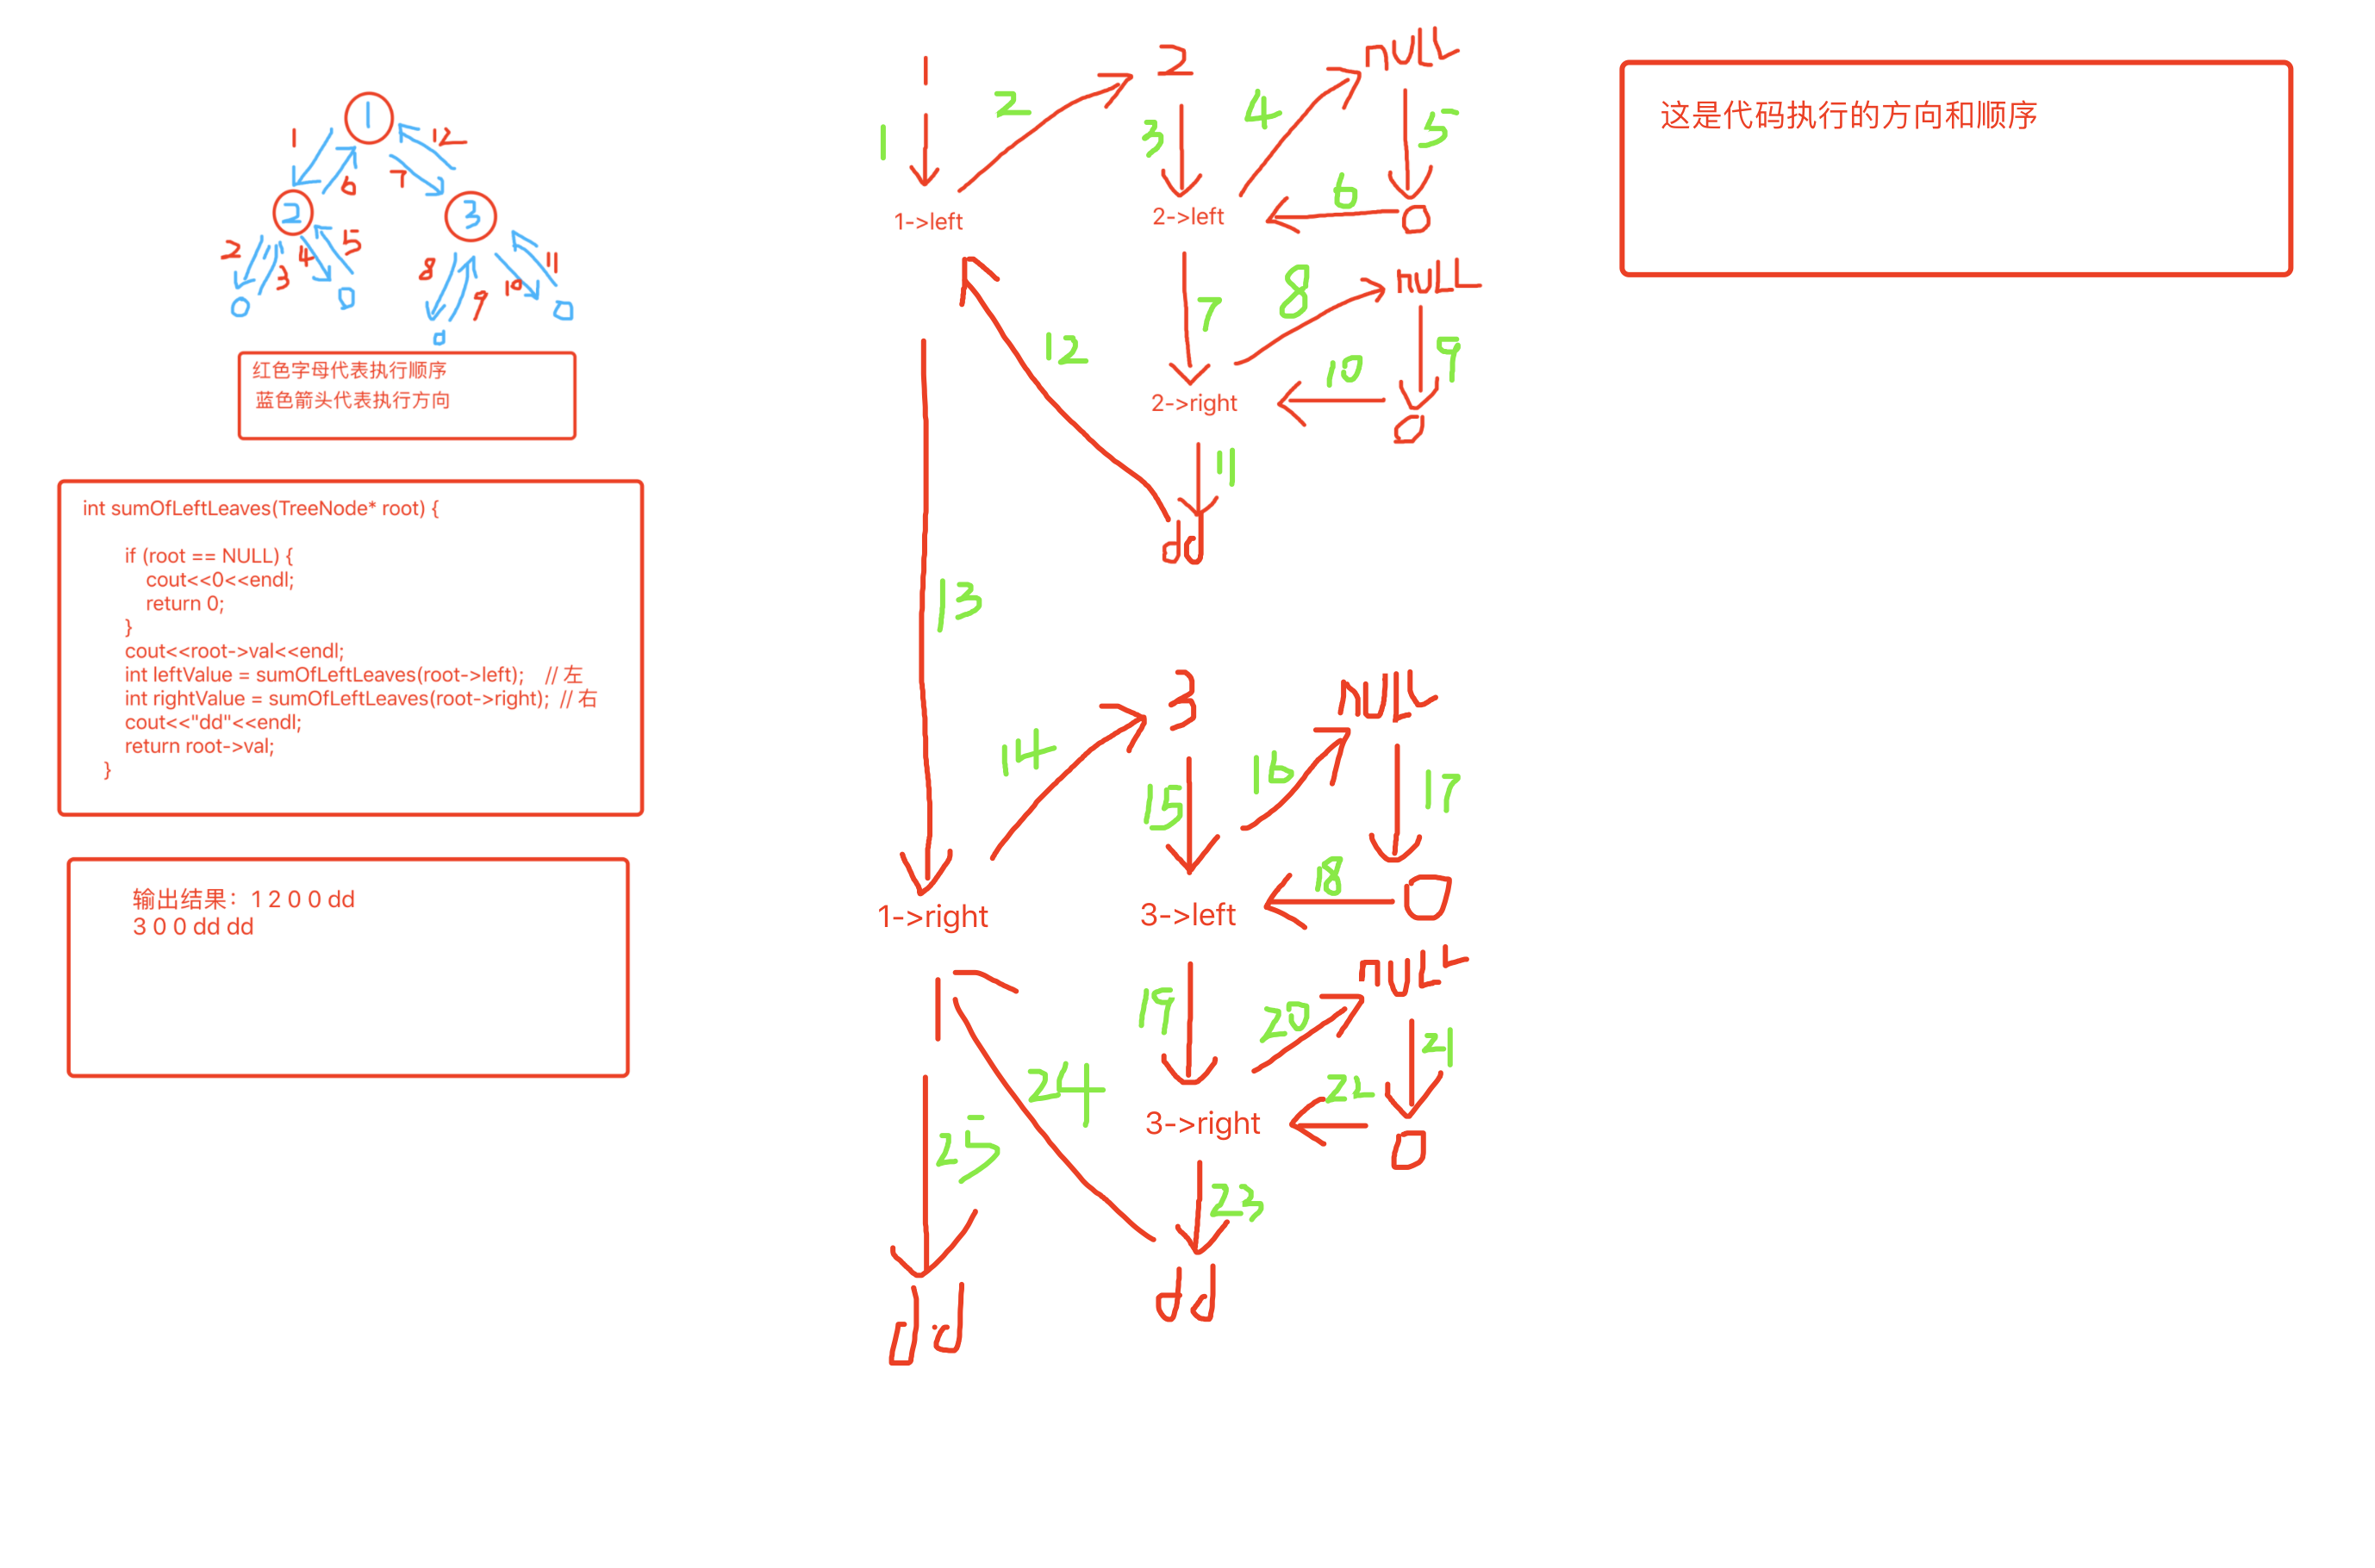 1
1
12
6
7
2
3
2
3
4
5
8
9
10
11
0
0
0
0
红色字母代表执行顺序
蓝色箭头代表执行方向
int sumOfLeftLeaves(TreeNode* root) {
if (root == NULL) {
cout<<0<<endl;
return 0;
}
cout<<root->val<<endl;
int leftValue = sumOfLeftLeaves(root->left); // 左
int rightValue = sumOfLeftLeaves(root->right); // 右
cout<<"dd"<<endl;
return root->val;
}
输出结果：1 2 0 0 dd
3 0 0 dd dd
1
1
1->left
2
2
3
2->left
4
null
5
0
6
7
2->right
8
null
9
0
10
11
dd
12
13
1->right
14
3
15
3->left
16
null
17
0
18
19
3->right
20
null
21
0
22
23
dd
24
25
dd
这是代码执行的方向和顺序